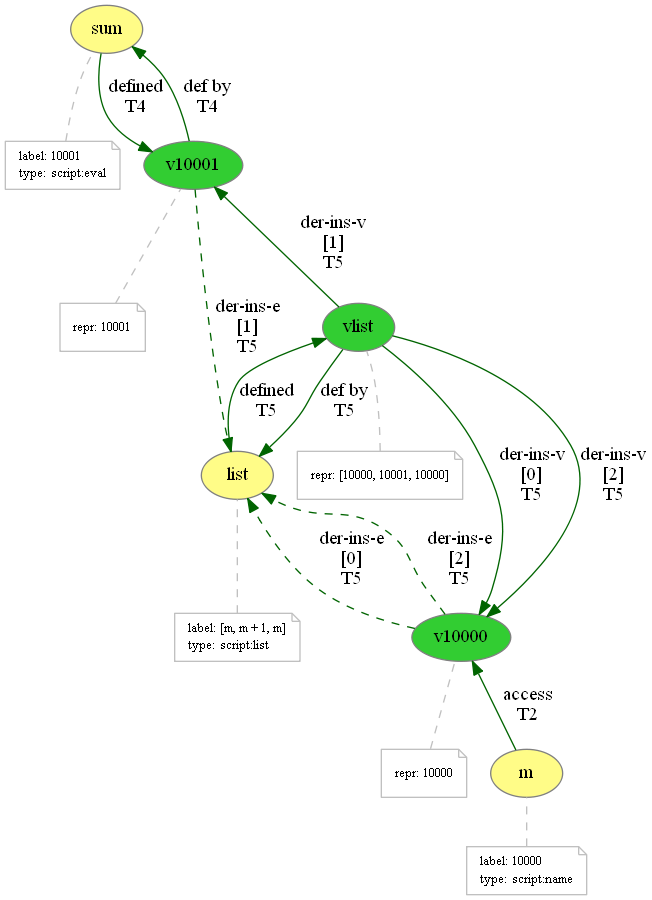 sum
defined
T4
def by
T4
label: 10001
type: script:eval
v10001
der-ins-v
[1]
T5
repr: 10001
der-ins-e
[1]
T5
vlist
defined
T5
def by
T5
der-ins-v
[0]
T5
der-ins-v
[2]
T5
list
repr: [10000, 10001, 10000]
der-ins-e
[0]
T5
der-ins-e
[2]
T5
label: [m, m + 1, m]
type: script:list
v10000
access
T2
repr: 10000
m
label: 10000
type: script:name